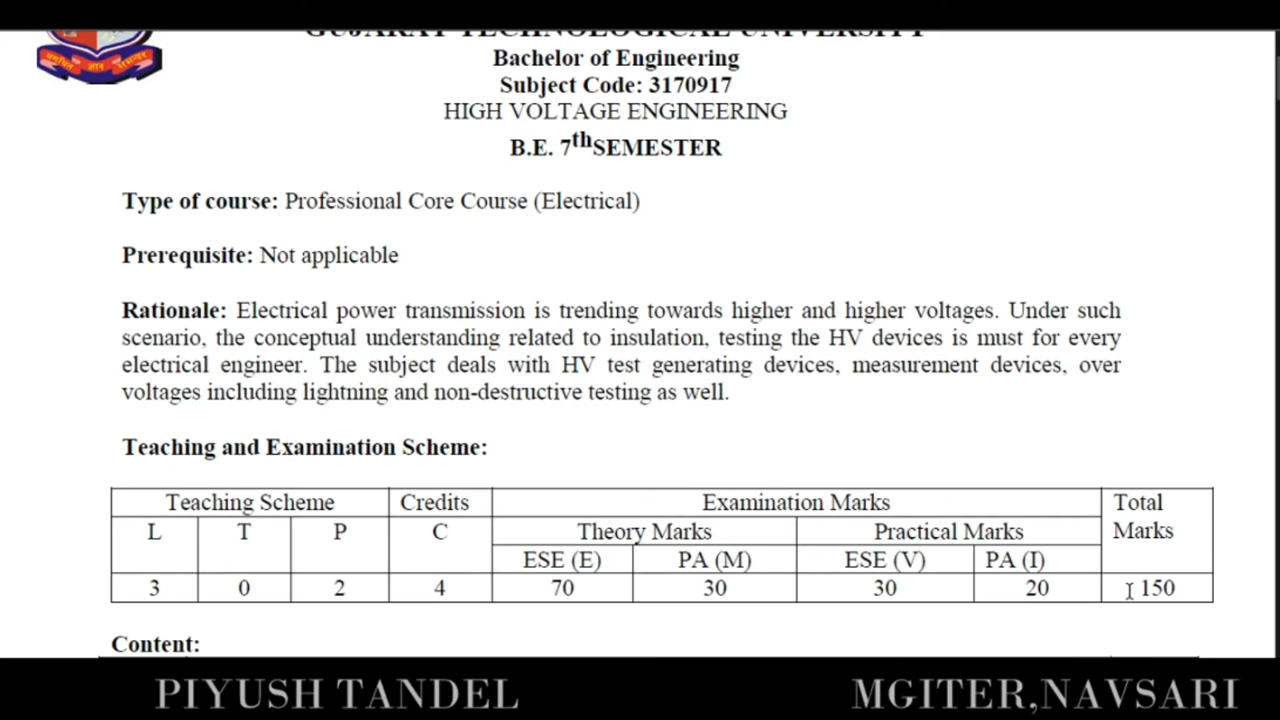 GUJARAT TECHNOLOGICAL UNIVERSITY
Bachelor of Engineering
Subject Code: 3170917
HIGH VOLTAGE ENGINEERING
B.E. 7th SEMESTER
Type of course: Professional Core Course (Electrical)
Prerequisite: Not applicable
Rationale: Electrical power transmission is trending towards higher and higher voltages. Under such
scenario, the conceptual understanding related to insulation, testing the HV devices is must for every
electrical engineer. The subject deals with HV test generating devices, measurement devices, over
voltages including lightning and non-destructive testing as well.
Teaching and Examination Scheme:
Teaching Scheme Credits Examination Marks Total
Marks
L T P C Theory Marks Practical Marks
ESE (E) PA (M) ESE (V) PA (I)
3 0 2 4 70 30 30 20 150
Content:
PIYUSH TANDEL MGITER,NAVSARI